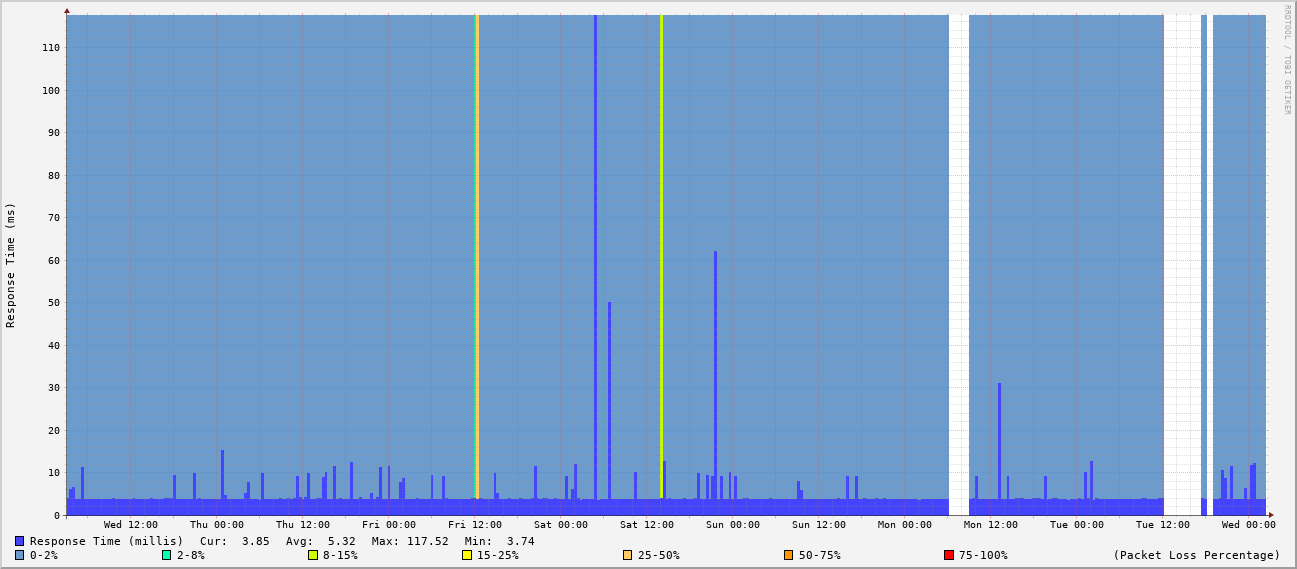 RRDTOOL / TOBI OETIKER
Response Time (ms)
110
100
90
80
70
60
50
40
30
20
10
0
Wed 12:00 Thu 00:00 Thu 12:00 Fri 00:00 Fri 12:00 Sat 00:00 Sat 12:00 Sun 00:00 Sun 12:00 Mon 00:00 Mon 12:00 Tue 00:00 Tue 12:00 Wed 00:00
Response Time (millis) Cur: 3.85 Avg: 5.32 Max: 117.52 Min: 3.74
0-2% 2-8% 8-15% 15-25% 25-50% 50-75% 75-100% (Packet Loss Percentage)